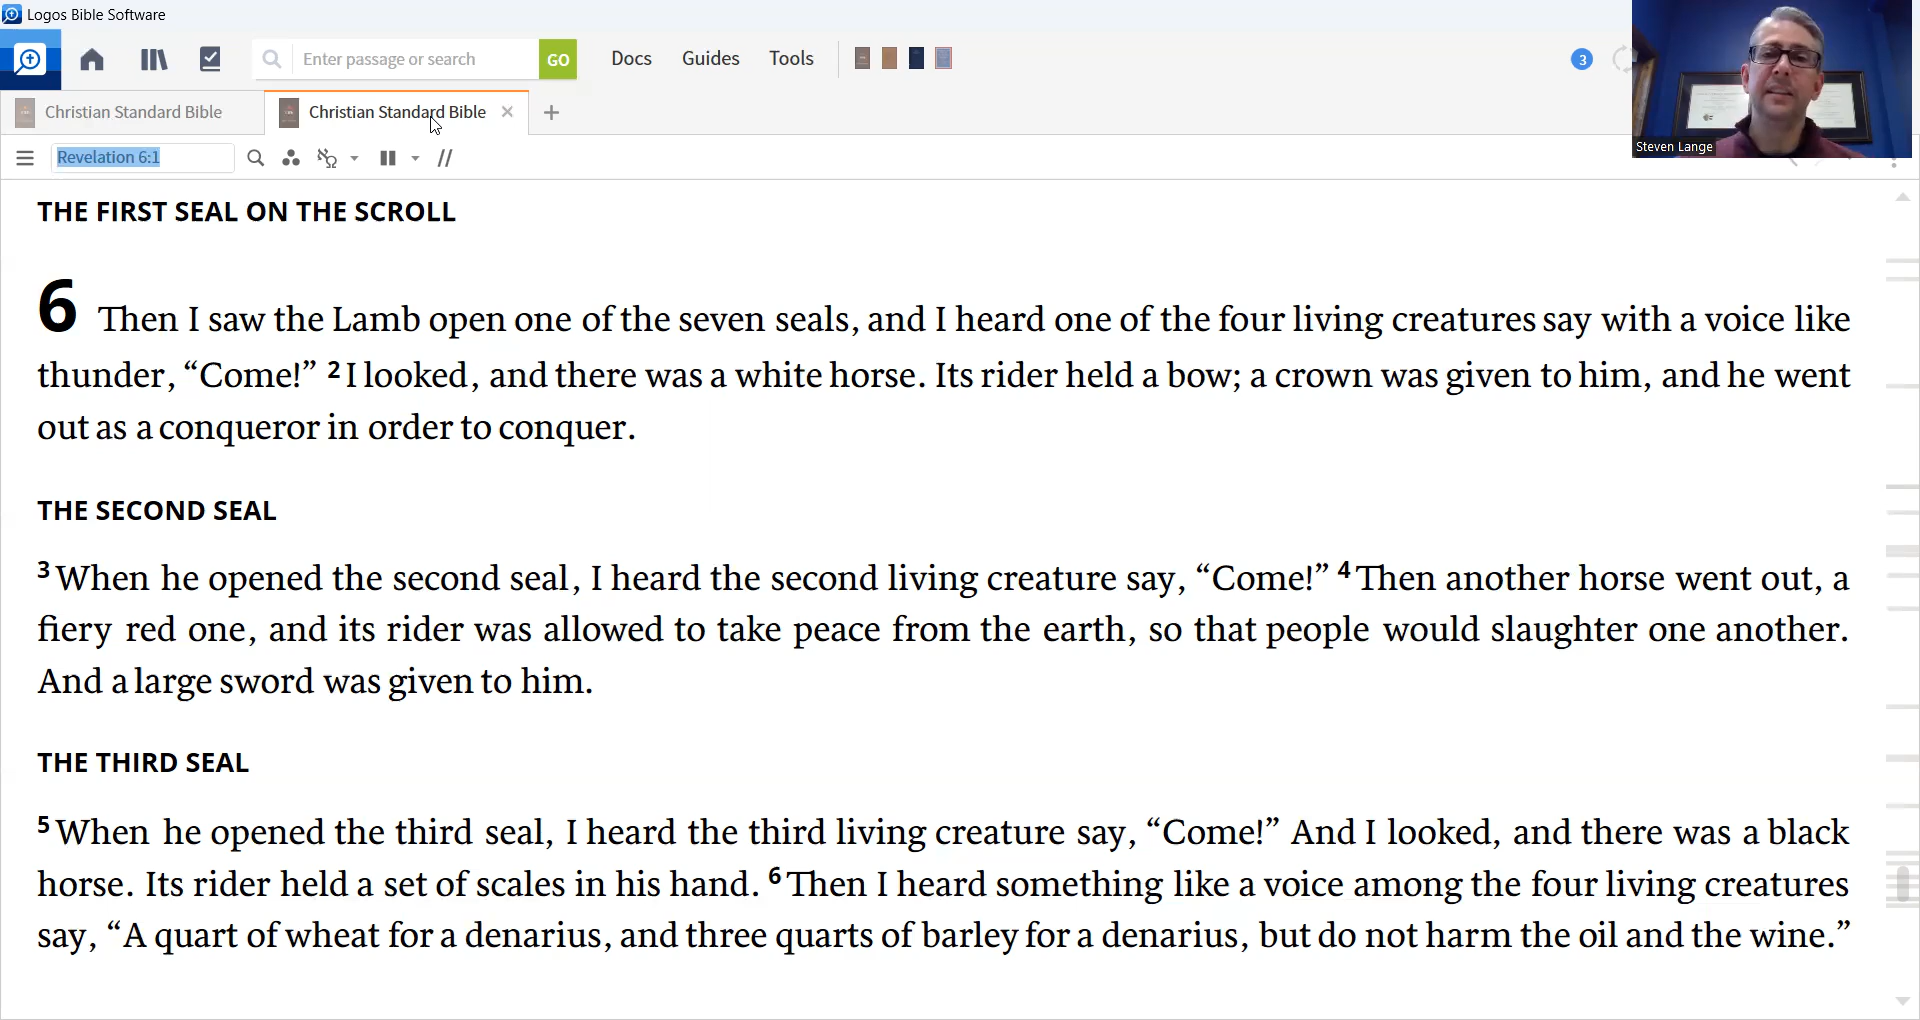 Logos Bible Software
Enter passage or search GO Docs Guides Tools 3
Christian Standard Bible Christian Standard Bible
Steven Lange
Revelation 6:1
THE FIRST SEAL ON THE SCROLL
6 Then I saw the Lamb open one of the seven seals, and I heard one of the four living creatures say with a voice like
thunder, “Come!” 2 I looked, and there was a white horse. Its rider held a bow; a crown was given to him, and he went
out as a conqueror in order to conquer.
THE SECOND SEAL
3 When he opened the second seal, I heard the second living creature say, “Come!” 4 Then another horse went out, a
fiery red one, and its rider was allowed to take peace from the earth, so that people would slaughter one another.
And a large sword was given to him.
THE THIRD SEAL
5 When he opened the third seal, I heard the third living creature say, “Come!” And I looked, and there was a black
horse. Its rider held a set of scales in his hand. 6 Then I heard something like a voice among the four living creatures
say, “A quart of wheat for a denarius, and three quarts of barley for a denarius, but do not harm the oil and the wine.”